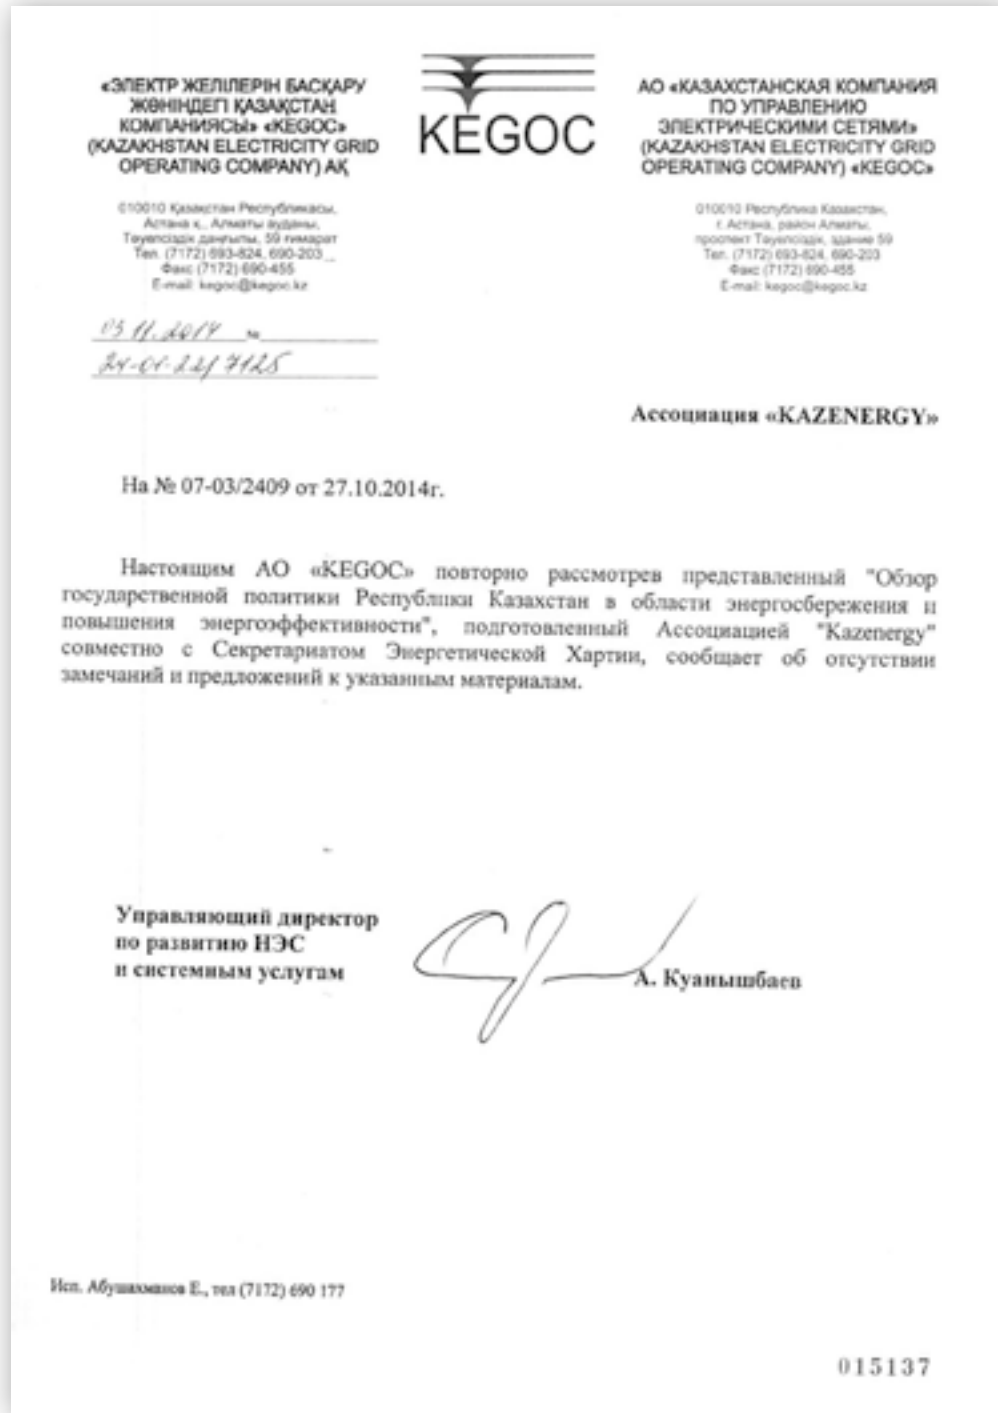 «ЭЛЕКТР ЖЕЛІЛЕРІН БАСҚАРУ
ЖӨНІНДЕГІ ҚАЗАҚСТАН
КОМПАНИЯСЫ» «KEGOC»
(KAZAKHSTAN ELECTRICITY GRID
OPERATING COMPANY) АҚ
010010 Қазақстан Республикасы,
Астана қ., Алматы ауданы,
Тәуелсіздік даңғылы, 59 ғимарат
Тел. (7172) 693-824, 690-203
Факс (7172) 690-455
E-mail: kegoc@kegoc.kz
KEGOC
АО «КАЗАХСТАНСКАЯ КОМПАНИЯ
ПО УПРАВЛЕНИЮ
ЭЛЕКТРИЧЕСКИМИ СЕТЯМИ»
(KAZAKHSTAN ELECTRICITY GRID
OPERATING COMPANY) «KEGOC»
010010 Республика Казахстан,
г. Астана, район Алматы,
проспект Тәуелсіздік, здание 59
Тел. (7172) 693-824, 690-203
Факс (7172) 690-455
E-mail: kegoc@kegoc.kz
03.11.2014 №
24-01-22/7125
Ассоциация «KAZENERGY»
На № 07-03/2409 от 27.10.2014г.
Настоящим АО «KEGOC» повторно рассмотрев представленный "Обзор
государственной политики Республики Казахстан в области энергосбережения и
повышения энергоэффективности", подготовленный Ассоциацией "Kazenergy"
совместно с Секретариатом Энергетической Хартии, сообщает об отсутствии
замечаний и предложений к указанным материалам.
Управляющий директор
по развитию НЭС
и системным услугам
А. Куанышбаев
Исп. Абушахманов Е., тел (7172) 690 177
015137